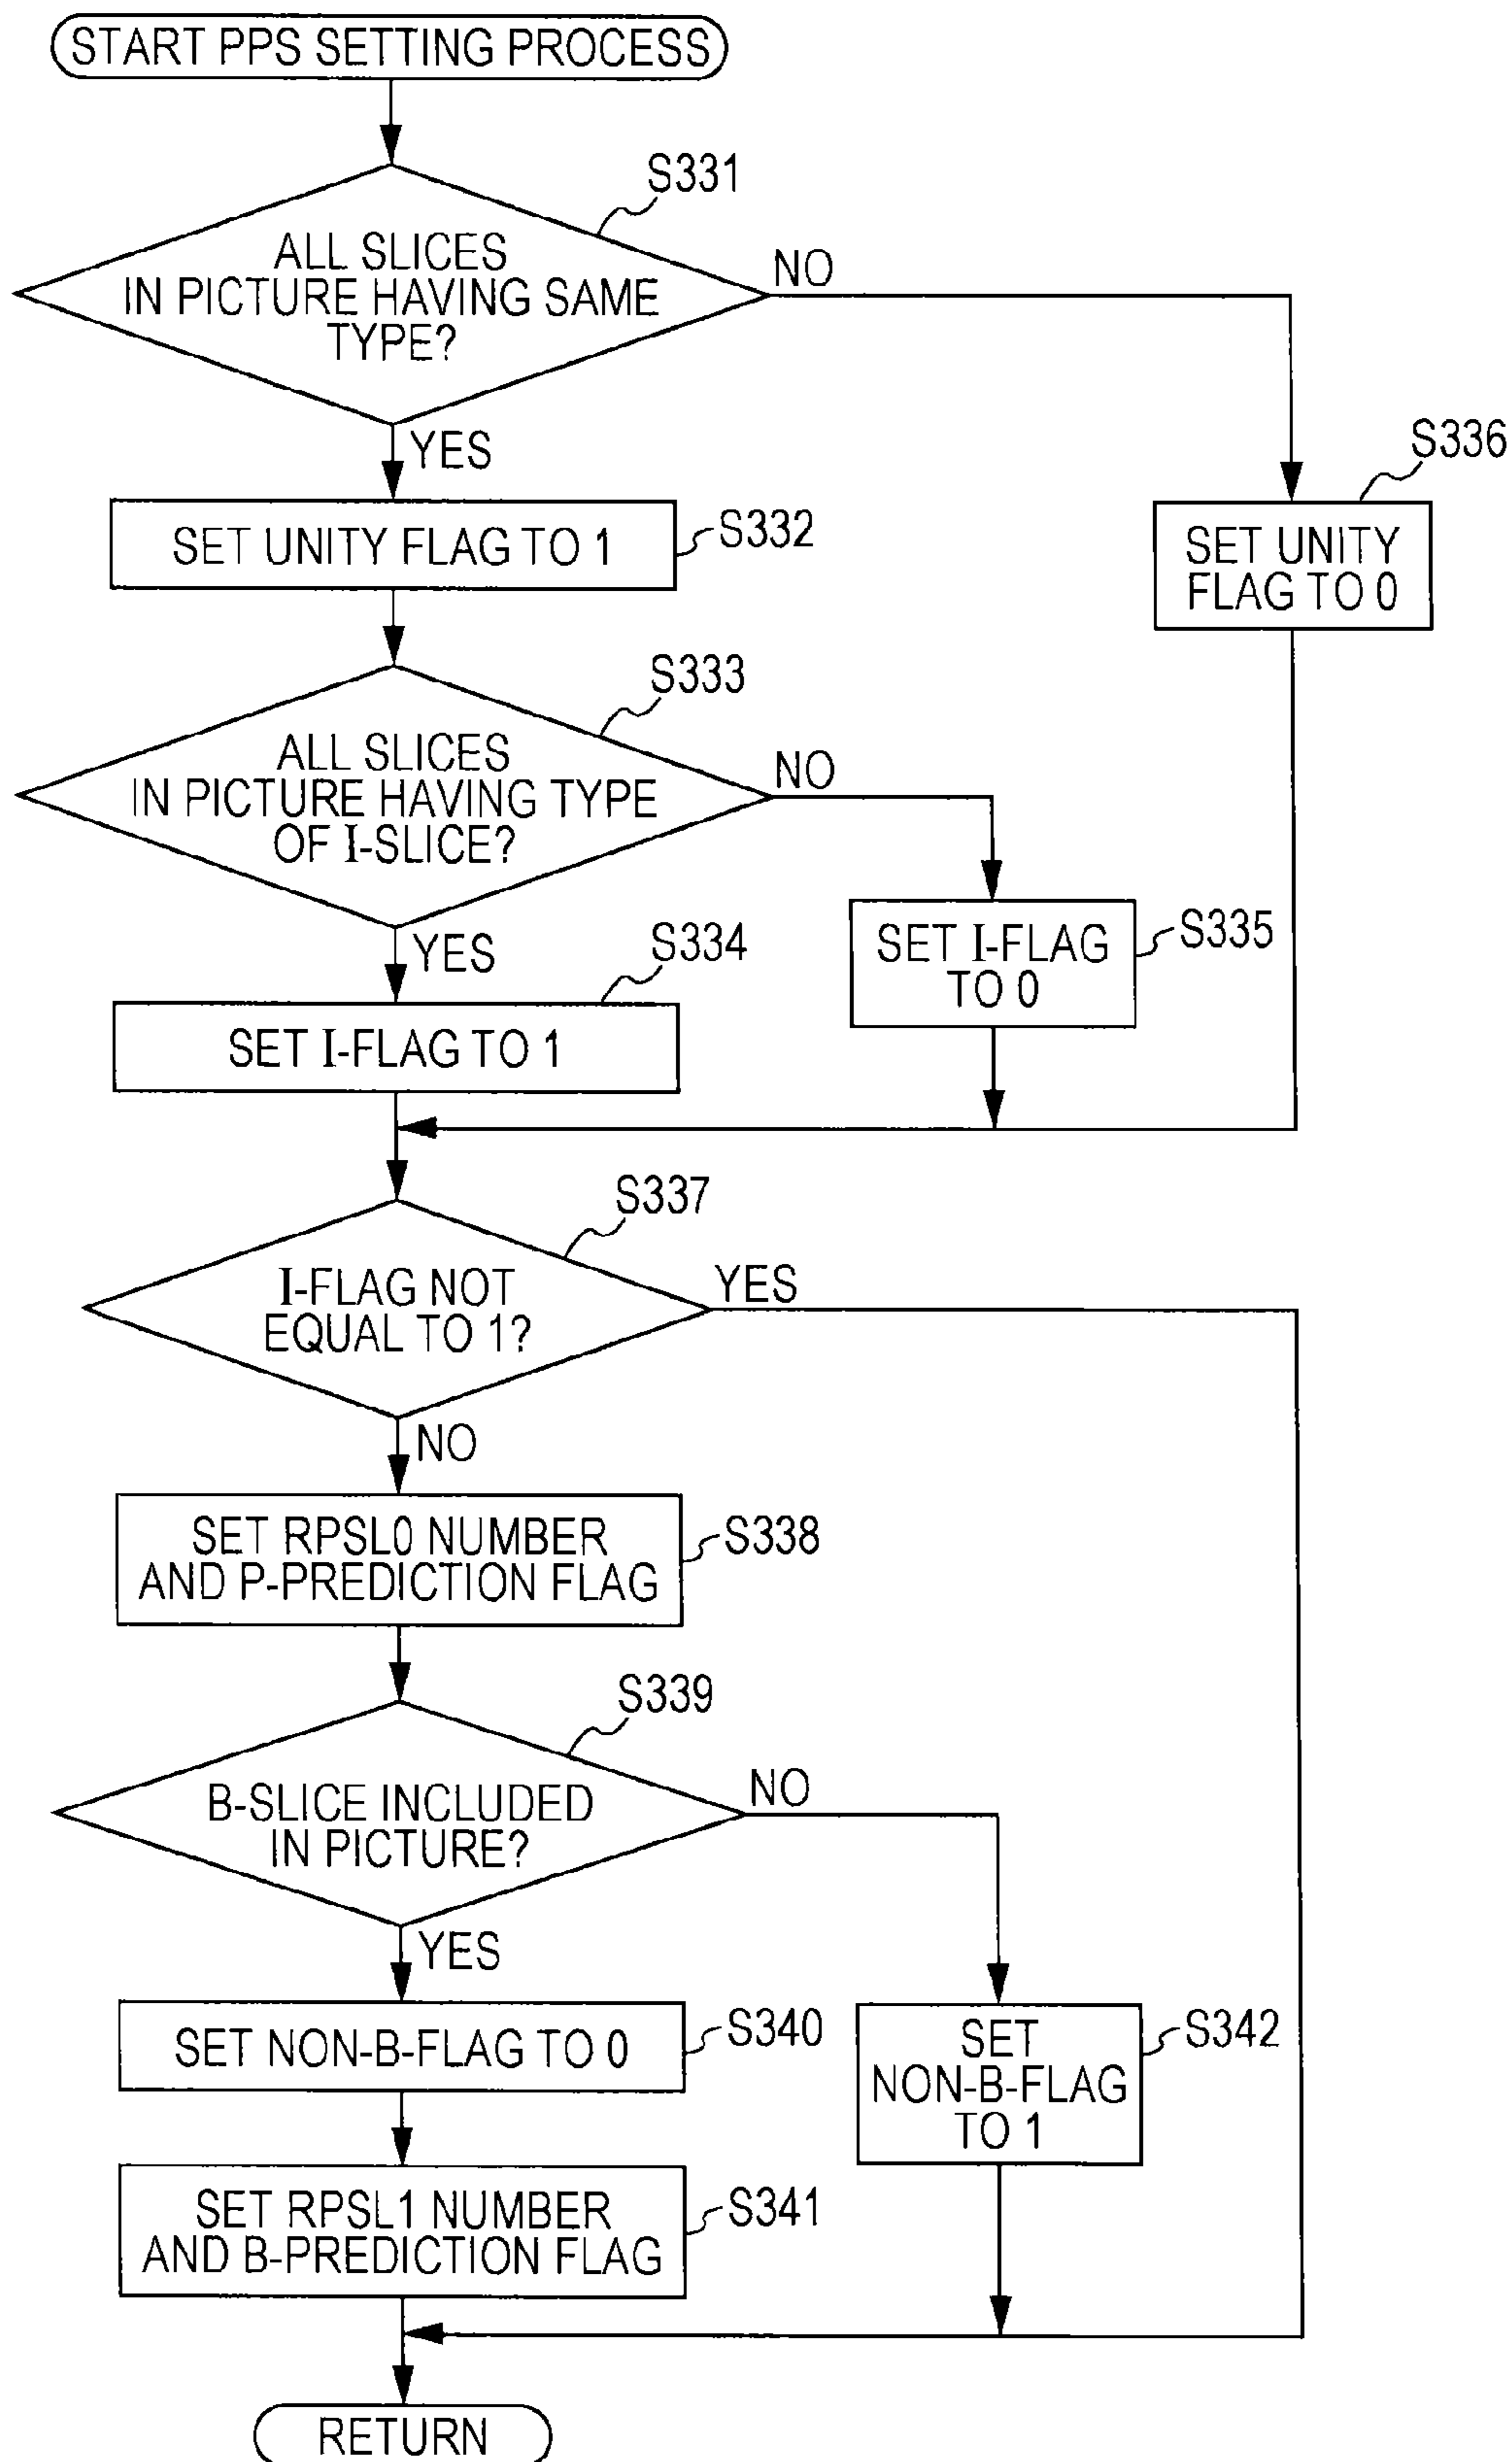 START PPS SETTING PROCESS
S331
ALL SLICES
IN PICTURE HAVING SAME
TYPE?
NO
YES
S336
SET UNITY FLAG TO 1
S332
SET UNITY
FLAG TO 0
S333
ALL SLICES
IN PICTURE HAVING TYPE
OF I-SLICE?
NO
YES
S334
SET I-FLAG
TO 0
S335
SET I-FLAG TO 1
S337
I-FLAG NOT
EQUAL TO 1?
YES
NO
SET RPSL0 NUMBER
AND P-PREDICTION FLAG
S338
S339
B-SLICE INCLUDED
IN PICTURE?
NO
YES
SET NON-B-FLAG TO 0
S340
SET
NON-B-FLAG
TO 1
S342
SET RPSL1 NUMBER
AND B-PREDICTION FLAG
S341
RETURN